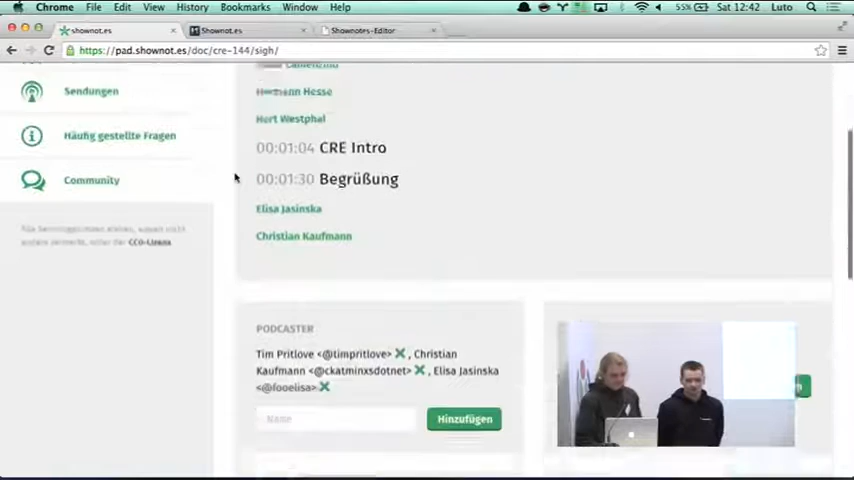 Chrome File Edit View History Bookmarks Window Help
55% Sat 12:42 Luto
shownot.es
Shownot.es
Shownotes-Editor
https://pad.shownot.es/doc/cre-144/sigh/
Sendungen
Häufig gestellte Fragen
Community
CC0-Lizenz
Hermann Hesse
Hort Westphal
00:01:04 CRE Intro
00:01:30 Begrüßung
Elisa Jasinska
Christian Kaufmann
PODCASTER
Tim Pritlove <@timpritlove> , Christian
Kaufmann <@ckatminxsdotnet> , Elisa Jasinska
<@fooelisa>
Name
Hinzufügen
n